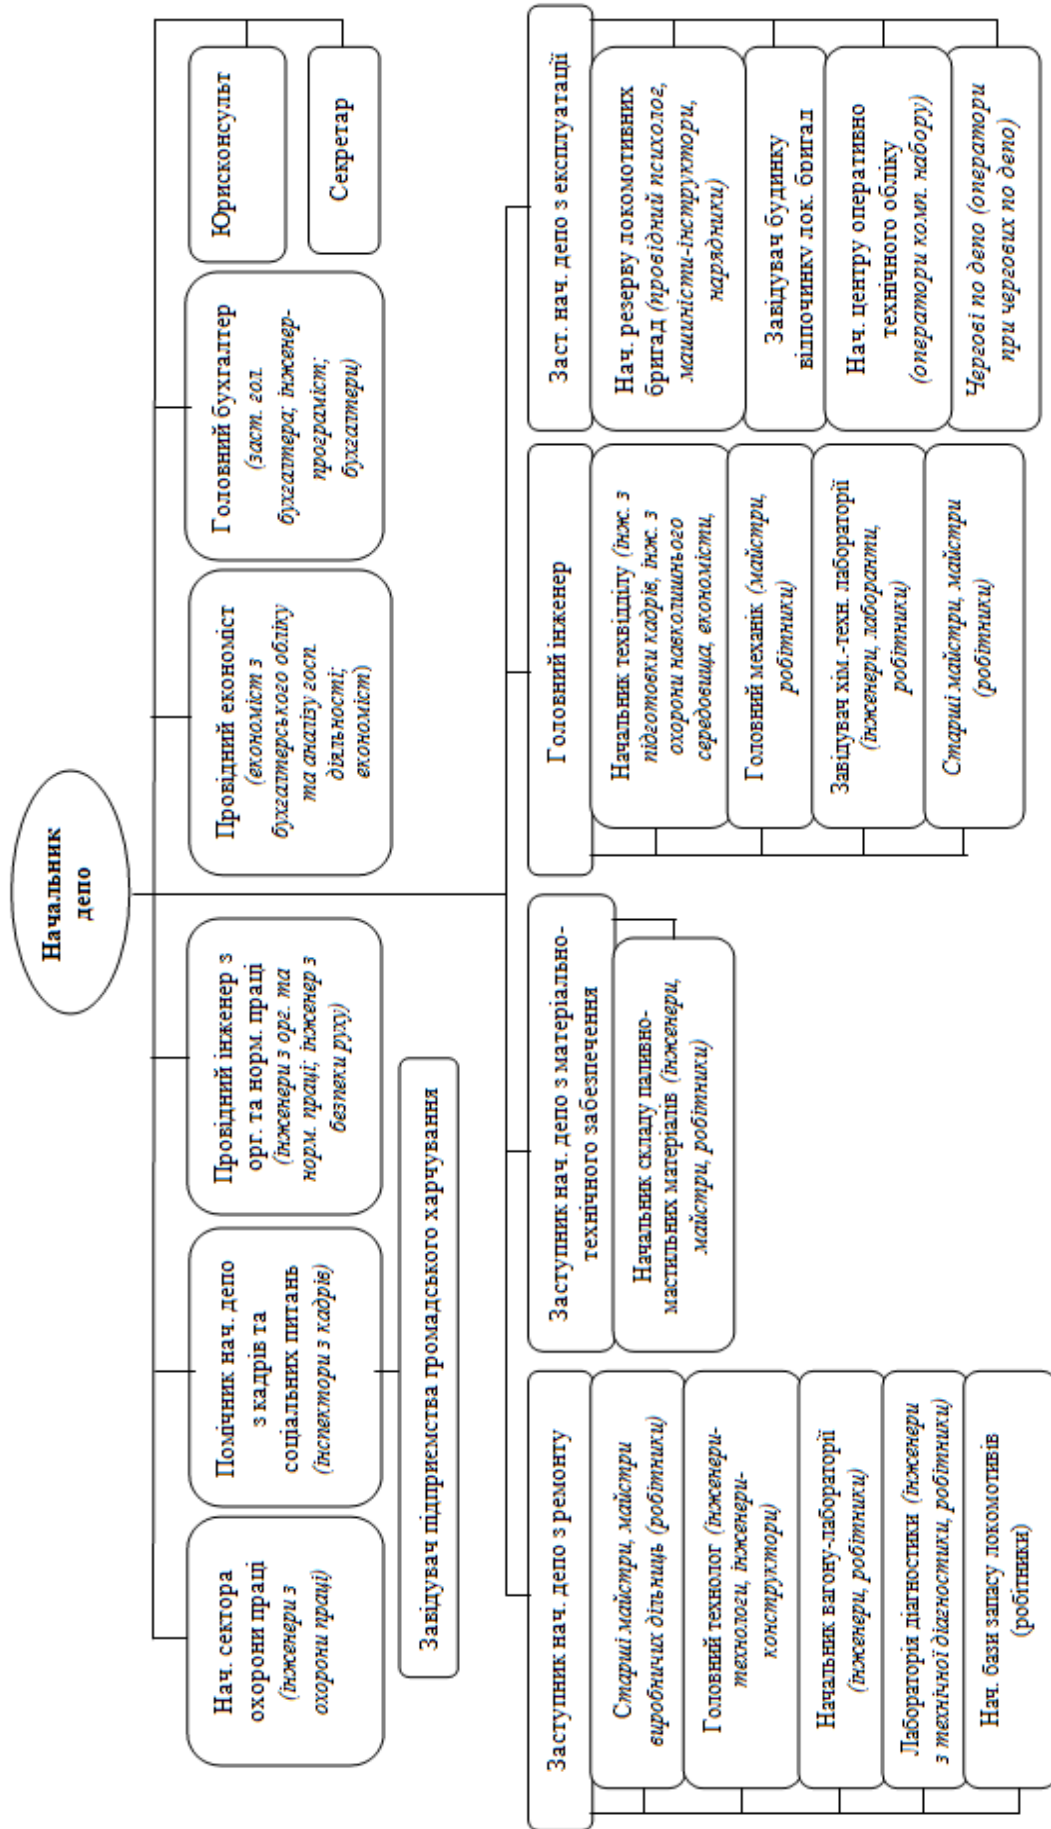 Начальник
депо
Нач. сектора
охорони праці
(інженери з
охорони праці)
Помічник нач. депо
з кадрів та
соціальних питань
(інспектори з кадрів)
Провідний інженер з
орг. та норм. праці
(інженери з орг. та
норм. праці; інженер з
безпеки руху)
Провідний економіст
(економіст з
бухгалтерського обліку
та аналізу госп.
діяльності;
економіст)
Головний бухгалтер
(заст. гол.
бухгалтера; інженер-
програміст;
бухгалтери)
Юрисконсульт
Секретар
Завідувач підприємства громадського харчування
Заступник нач. депо з ремонту
Старші майстри, майстри
виробничих дільниць (робітники)
Головний технолог (інженери-
технологи, інженери-
конструктори)
Начальник вагону-лабораторії
(інженери, робітники)
Лабораторія діагностики (інженери
з технічної діагностики, робітники)
Нач. бази запасу локомотивів
(робітники)
Заступник нач. депо з матеріально-
технічного забезпечення
Начальник складу паливно-
мастильних матеріалів (інженери,
майстри, робітники)
Головний інженер
Начальник техвідділу (інж. з
підготовки кадрів, інж. з
охорони навколишнього
середовища, економісти,
Головний механік (майстри,
робітники)
Завідувач хім.-техн. лабораторії
(інженери, лаборанти,
робітники)
Старші майстри, майстри
(робітники)
Заст. нач. депо з експлуатації
Нач. резерву локомотивних
бригад (провідний психолог,
машиністи-інструктори,
нарядники)
Завідувач будинку
відпочинку лок. бригад
Нач. центру оперативно
технічного обліку
(оператори комп. набору)
Чергові по депо (оператори
при чергових по депо)